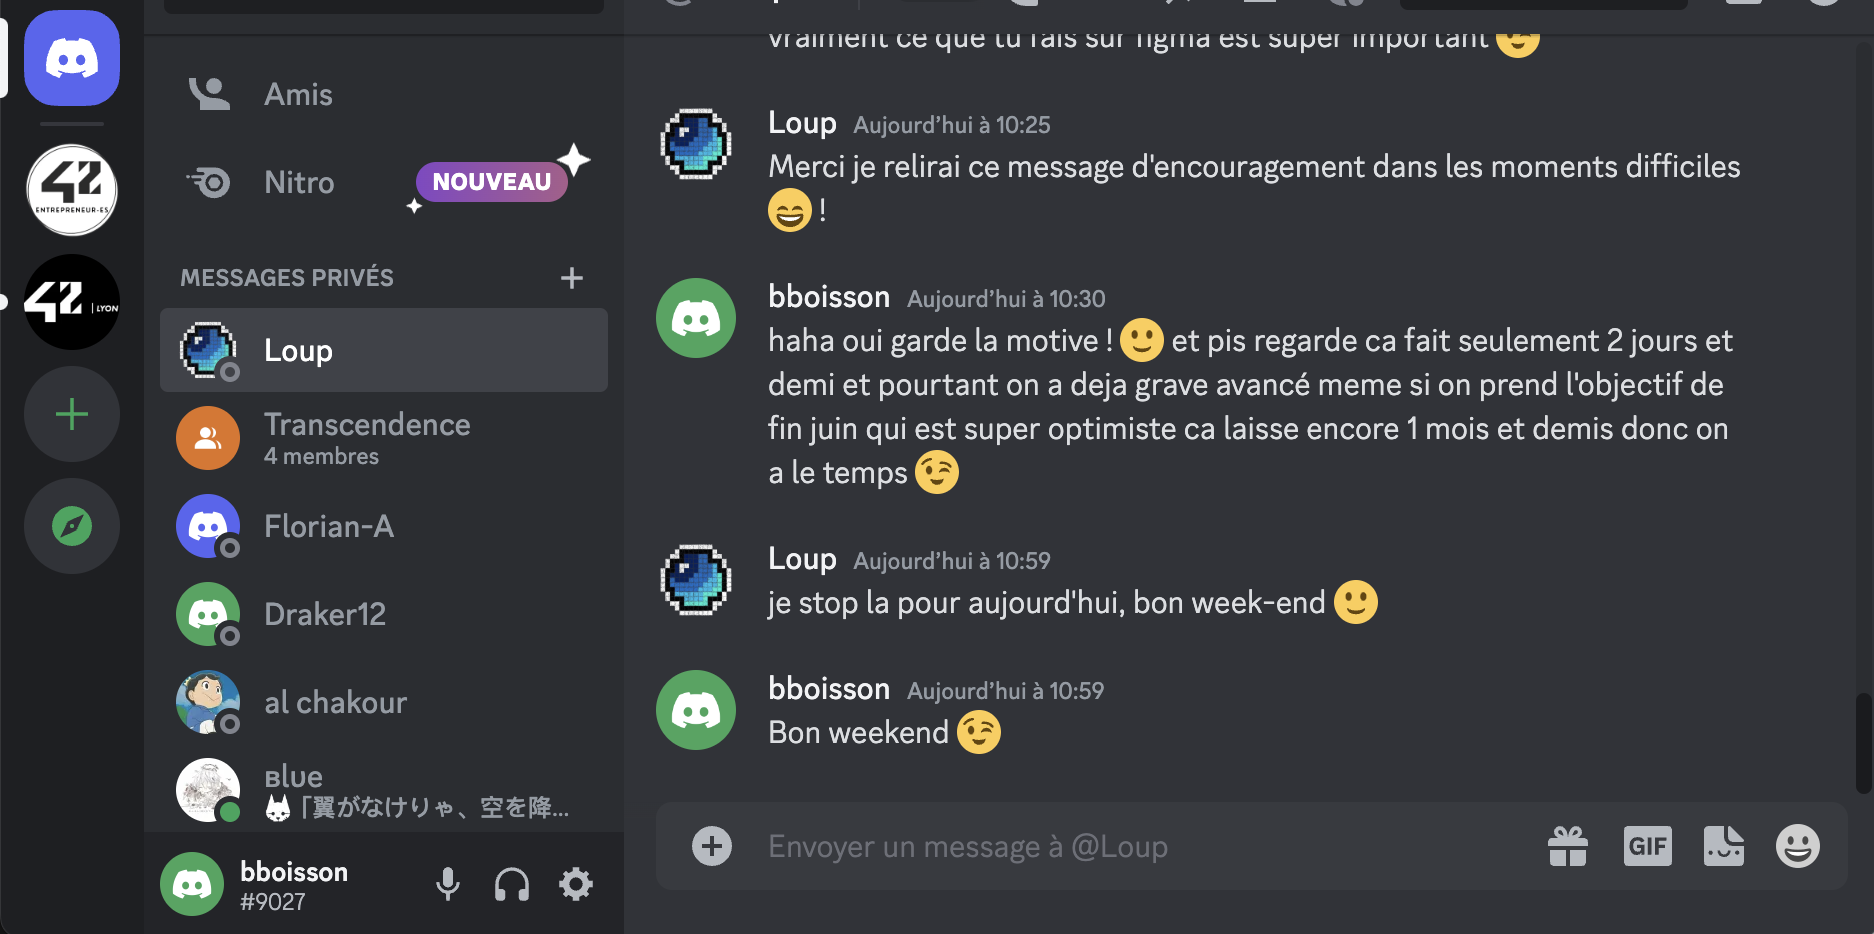 42
ENTREPRENEUR·ES
42 | LYON
Amis
Nitro
NOUVEAU
MESSAGES PRIVÉS
Loup
Transcendence
4 membres
Florian-A
Draker12
al chakour
вlυe
「翼がなけりゃ、空を降...
bboisson
#9027
vraiment ce que tu fais sur figma est super important 😉
Loup Aujourd’hui à 10:25
Merci je relirai ce message d'encouragement dans les moments difficiles
😄 !
bboisson Aujourd’hui à 10:30
haha oui garde la motive ! 🙂 et pis regarde ca fait seulement 2 jours et
demi et pourtant on a deja grave avancé meme si on prend l'objectif de
fin juin qui est super optimiste ca laisse encore 1 mois et demis donc on
a le temps 😉
Loup Aujourd’hui à 10:59
je stop la pour aujourd'hui, bon week-end 🙂
bboisson Aujourd’hui à 10:59
Bon weekend 😉
Envoyer un message à @Loup
GIF